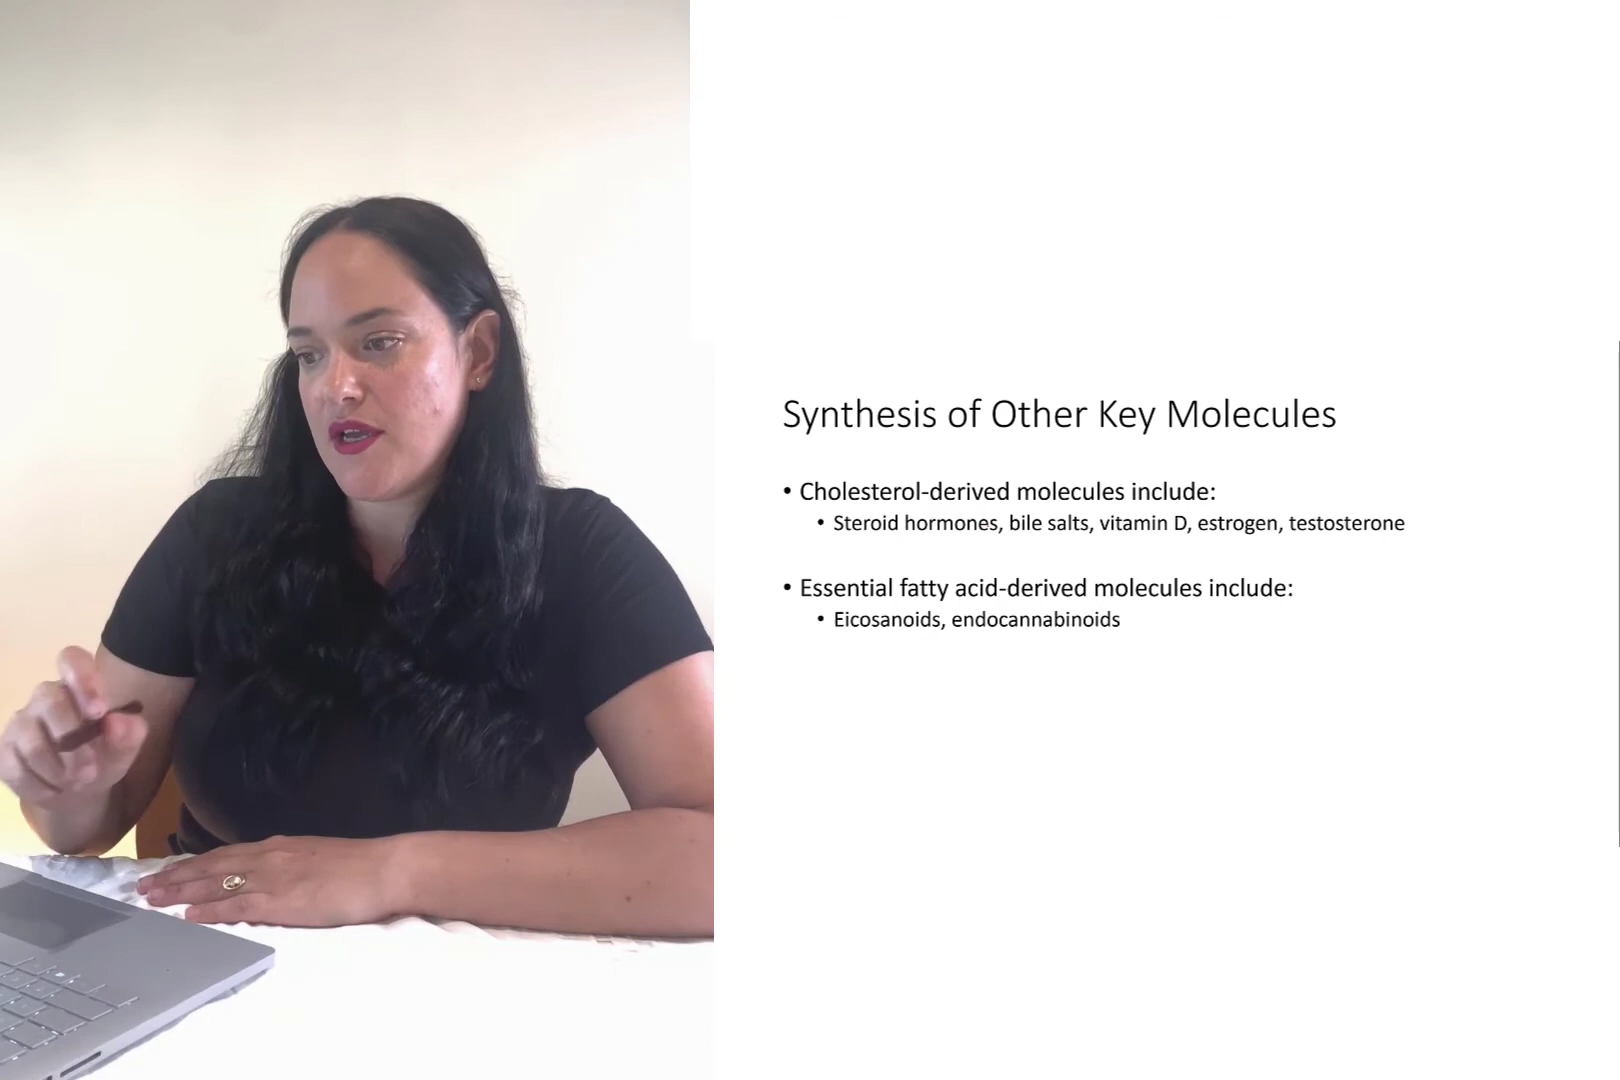 Synthesis of Other Key Molecules
• Cholesterol-derived molecules include:
• Steroid hormones, bile salts, vitamin D, estrogen, testosterone
• Essential fatty acid-derived molecules include:
• Eicosanoids, endocannabinoids